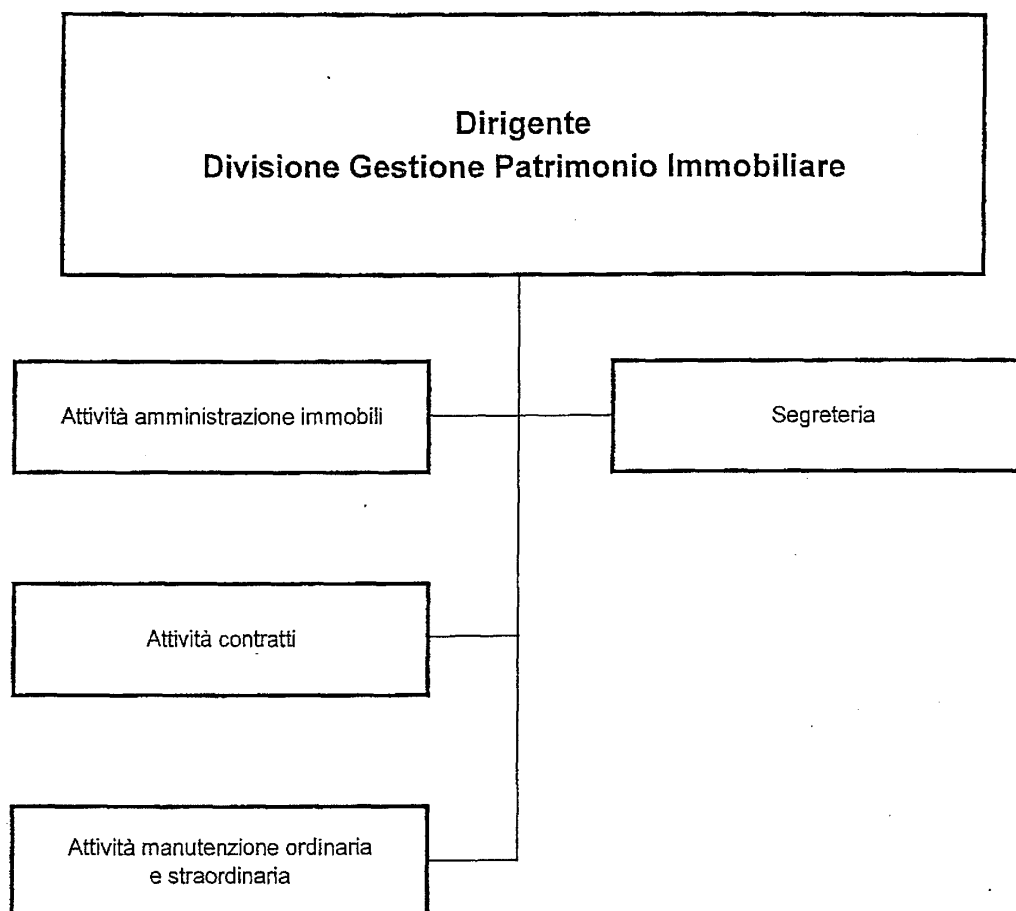 Dirigente
Divisione Gestione Patrimonio Immobiliare
Attività amministrazione immobili
Segreteria
Attività contratti
Attività manutenzione ordinaria
e straordinaria